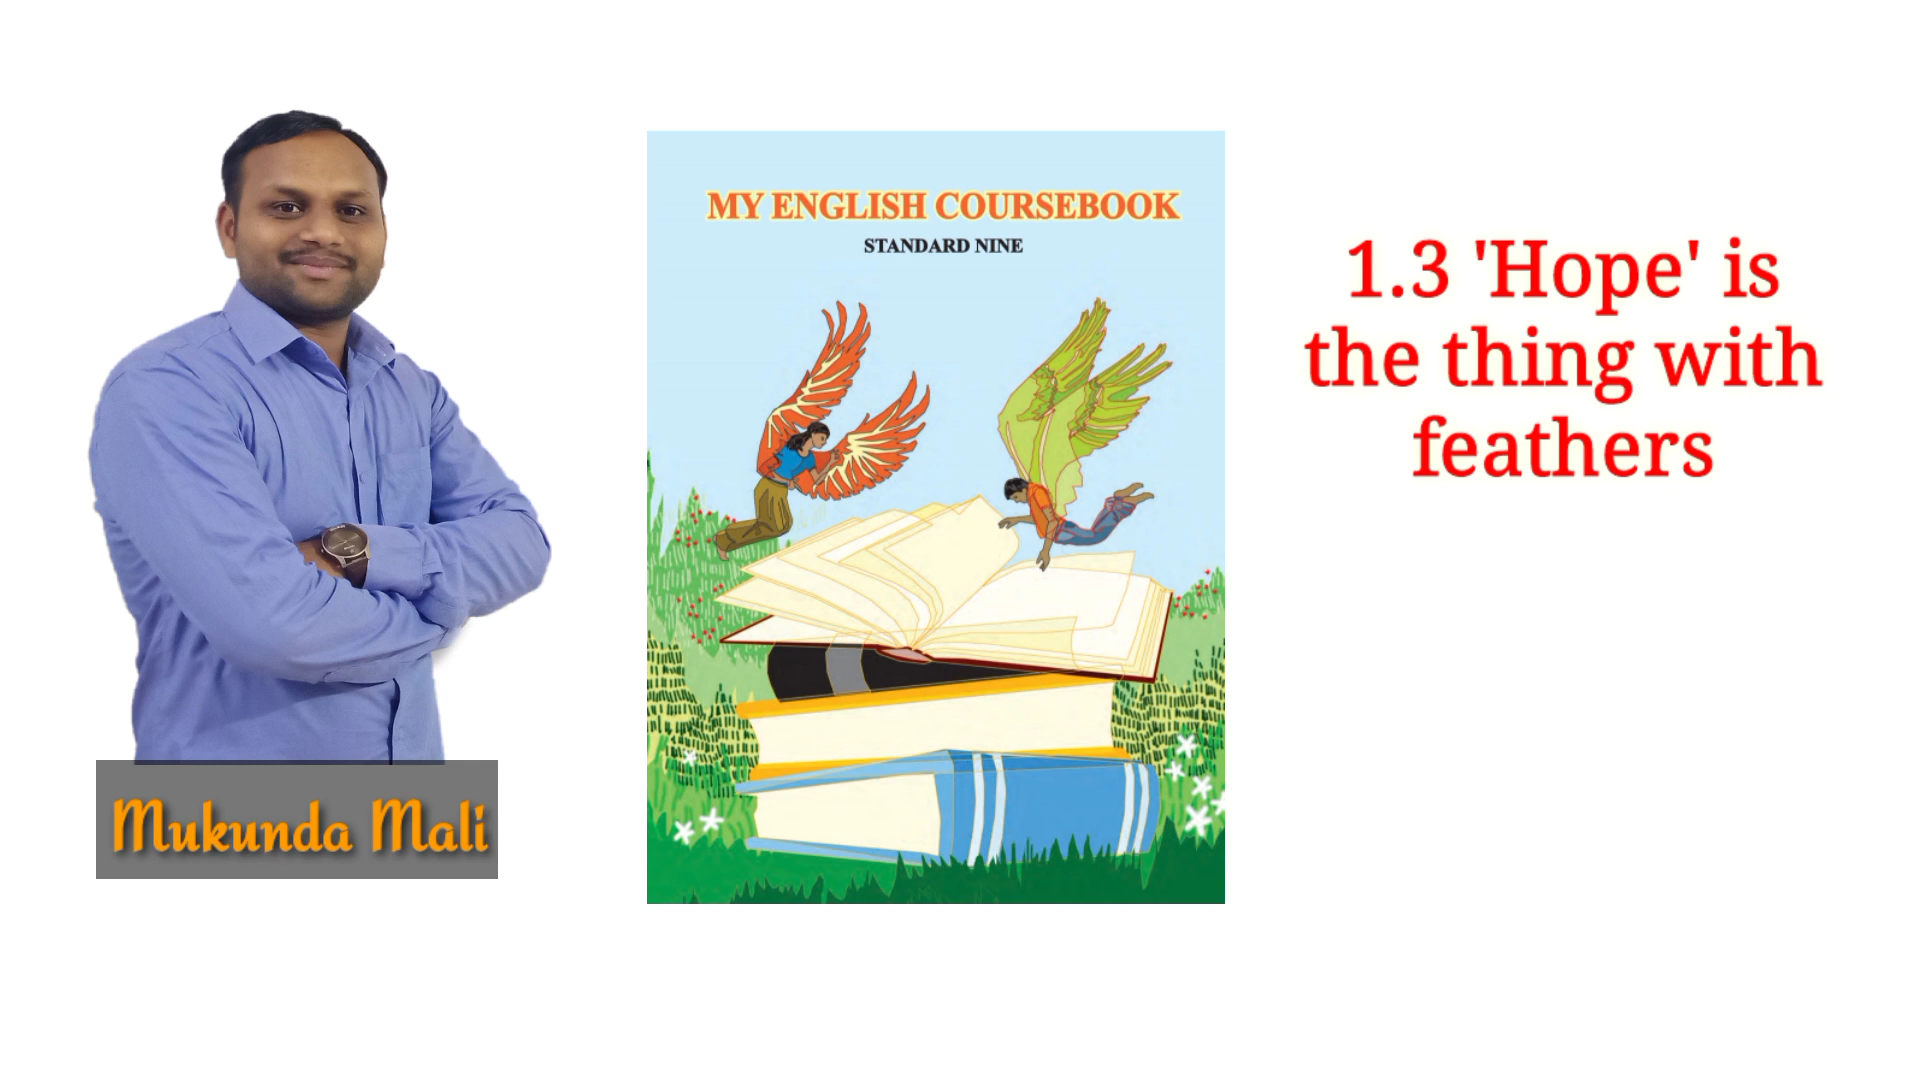 MY ENGLISH COURSEBOOK
STANDARD NINE
1.3 'Hope' is
the thing with
feathers
Mukunda Mali